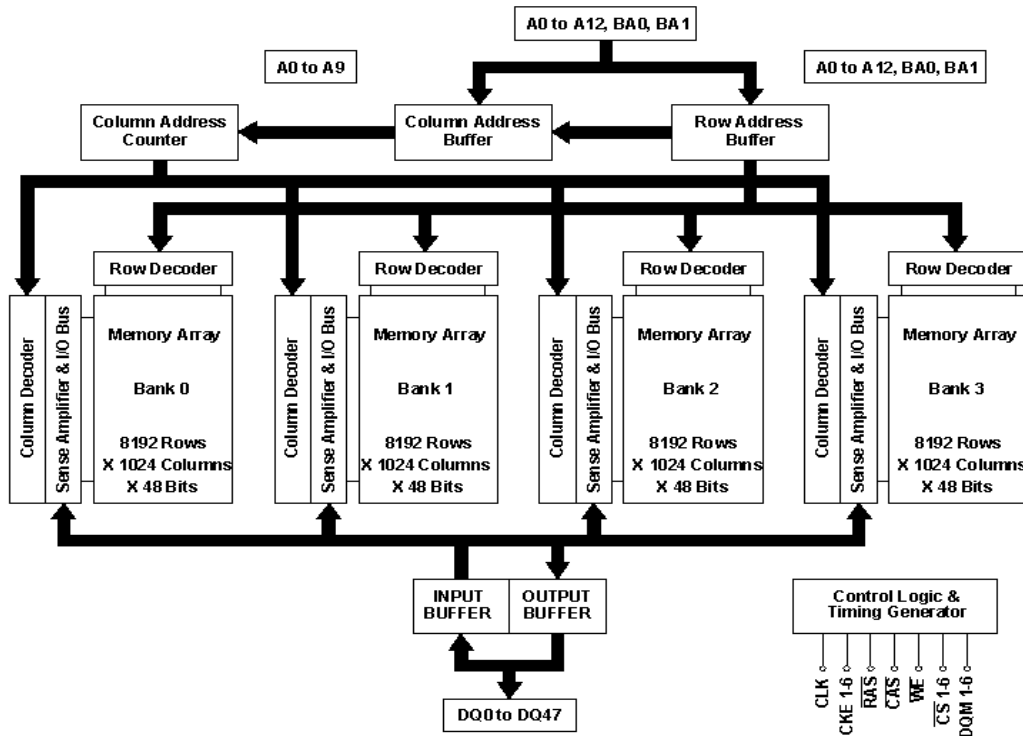 A0 to A12, BA0, BA1
A0 to A9
A0 to A12, BA0, BA1
Column Address
Counter
Column Address
Buffer
Row Address
Buffer
Row Decoder
Row Decoder
Row Decoder
Row Decoder
Column Decoder
Sense Amplifier & I/O Bus
Memory Array
Bank 0
8192 Rows
X 1024 Columns
X 48 Bits
Column Decoder
Sense Amplifier & I/O Bus
Memory Array
Bank 1
8192 Rows
X 1024 Columns
X 48 Bits
Column Decoder
Sense Amplifier & I/O Bus
Memory Array
Bank 2
8192 Rows
X 1024 Columns
X 48 Bits
Column Decoder
Sense Amplifier & I/O Bus
Memory Array
Bank 3
8192 Rows
X 1024 Columns
X 48 Bits
INPUT
BUFFER
OUTPUT
BUFFER
DQ0 to DQ47
Control Logic &
Timing Generator
CLK
CKE 1-6
RAS
CAS
WE
CS 1-6
DQM 1-6